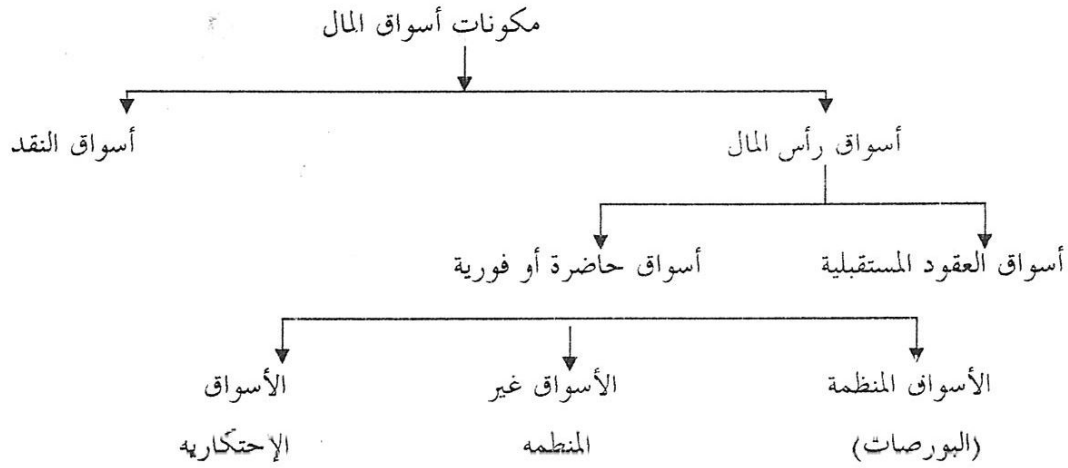 مكونات أسواق المال
أسواق رأس المال
أسواق النقد
أسواق العقود المستقبلية
أسواق حاضرة أو فورية
الأسواق المنظمة
(البورصات)
الأسواق غير
المنظمه
الأسواق
الإحتكاريه